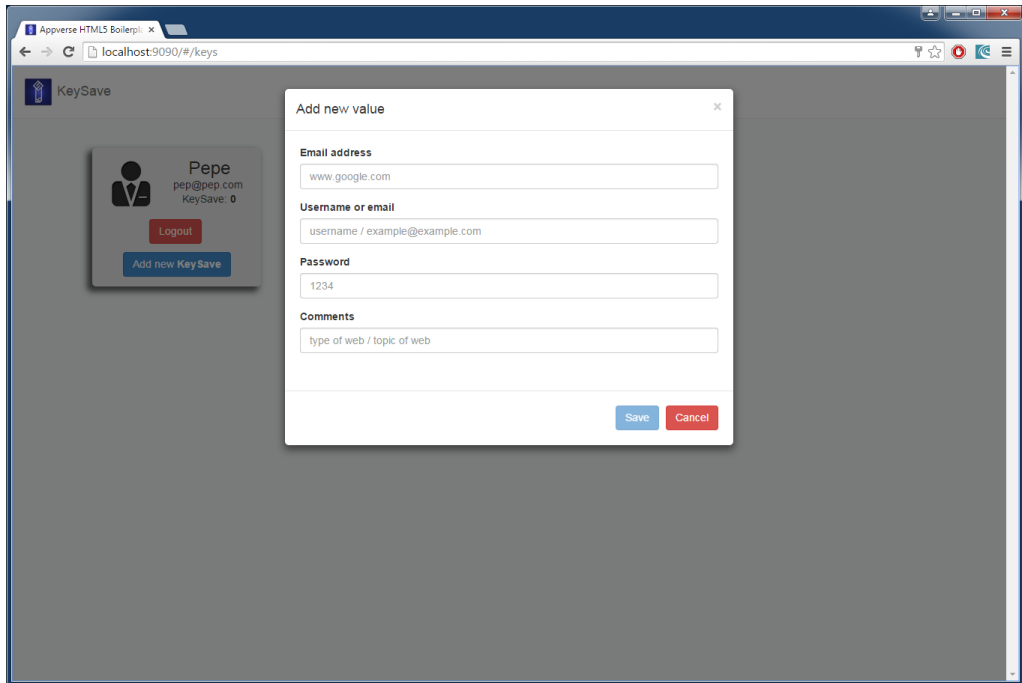 Appverse HTML5 Boilerpl
localhost:9090/#/keys
KeySave
Pepe
pep@pep.com
KeySave: 0
Logout
Add new KeySave
Add new value
×
Email address
www.google.com
Username or email
username / example@example.com
Password
1234
Comments
type of web / topic of web
Save
Cancel